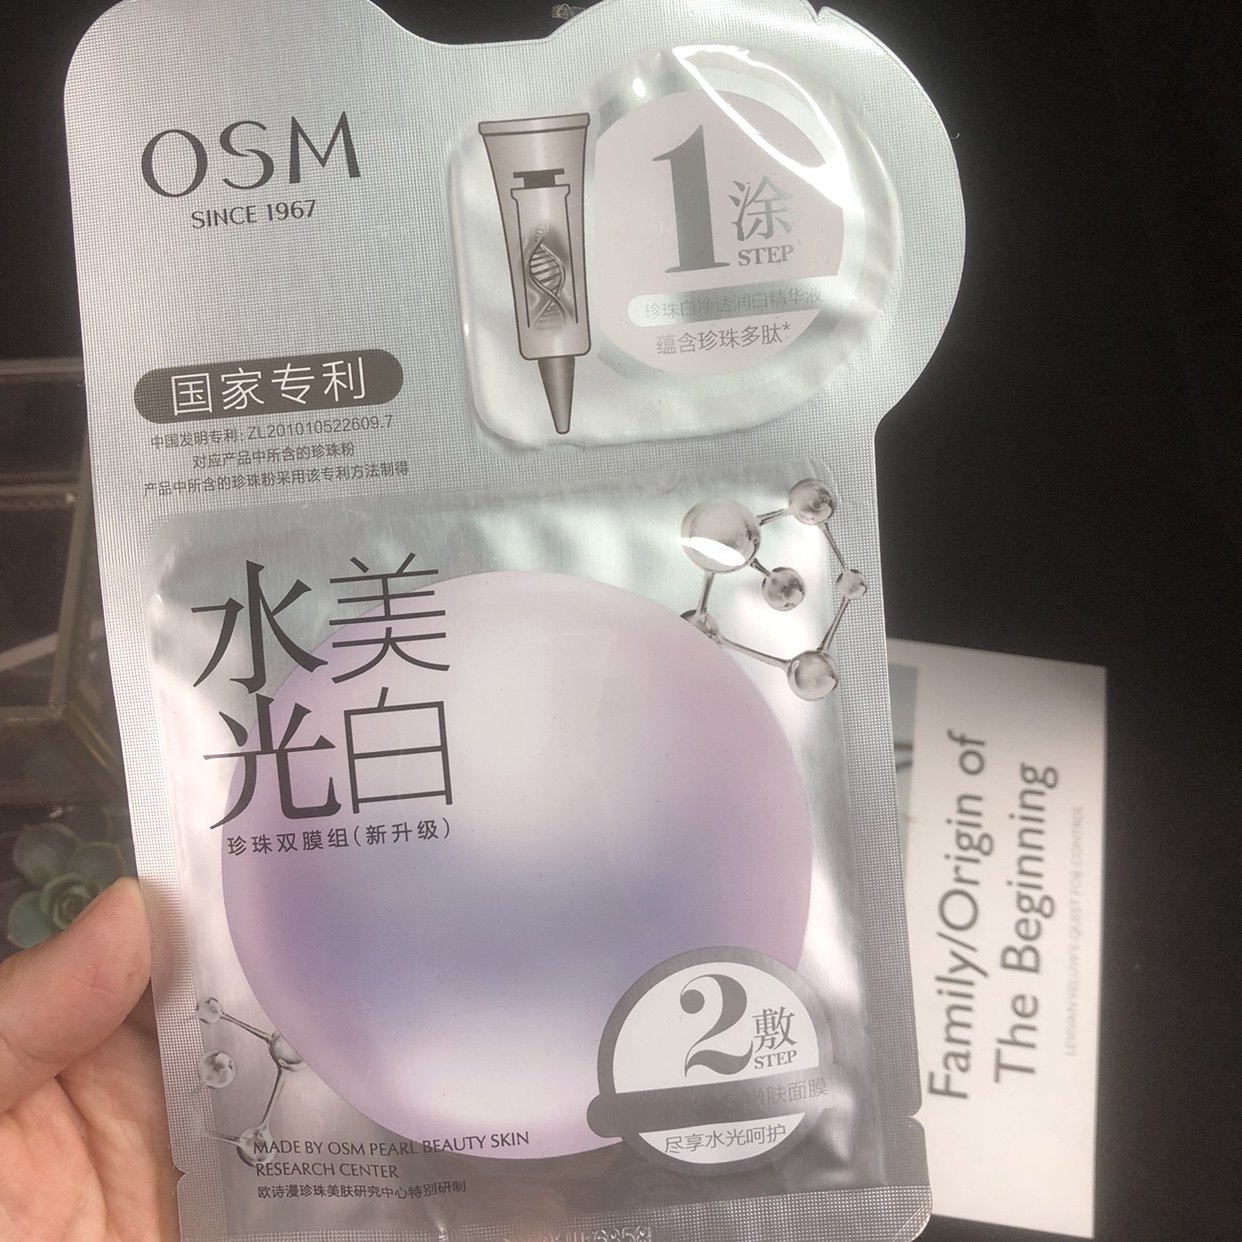 OSM
SINCE 1967
1涂
STEP
珍珠白净透润白精华液
蕴含珍珠多肽*
国家专利
中国发明专利:ZL201010522609.7
对应产品中所含的珍珠粉
产品中所含的珍珠粉采用该专利方法制得
美白
水光
珍珠双膜组(新升级)
2敷
STEP
嫩肤面膜
尽享水光呵护
MADE BY OSM PEARL BEAUTY SKIN
RESEARCH CENTER
欧诗漫珍珠美肤研究中心特别研制
Family/Origin of
The Beginning